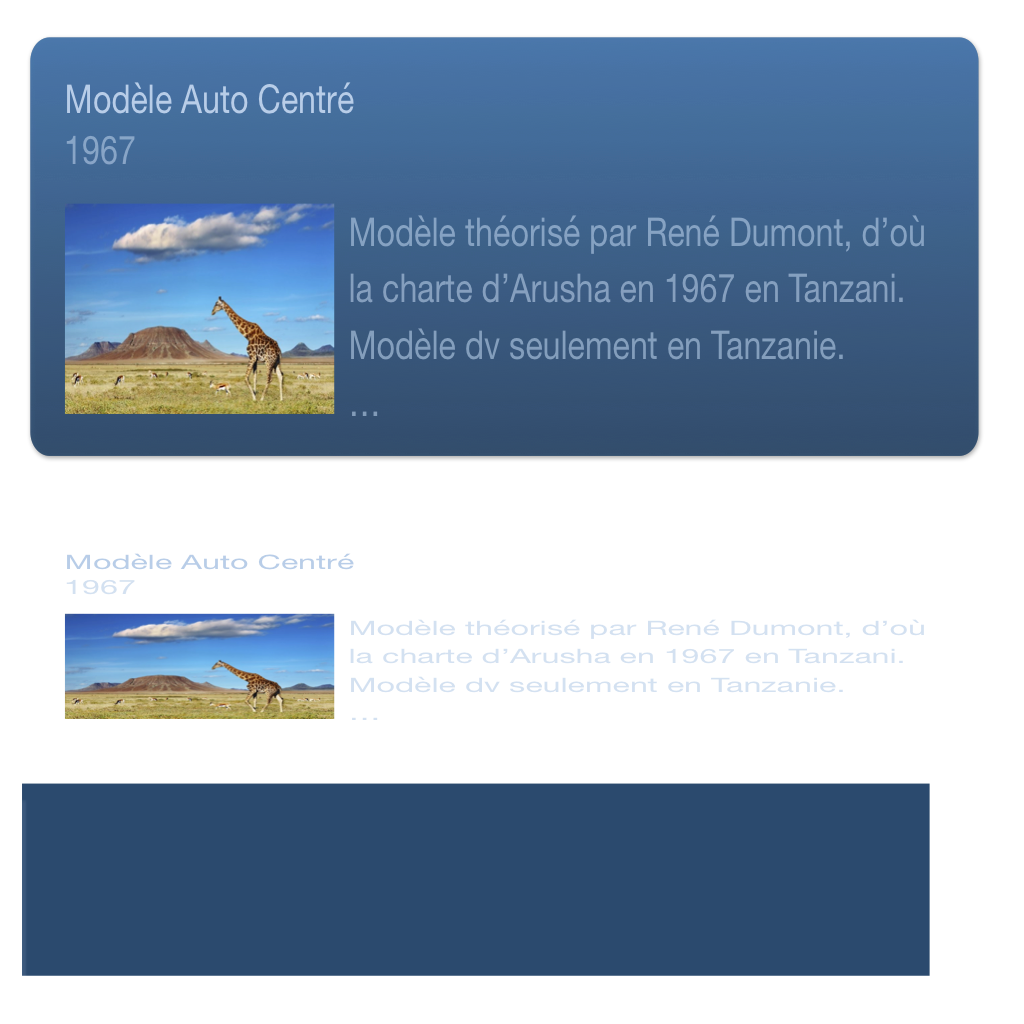 Modèle Auto Centré
1967
Modèle théorisé par René Dumont, d’où
la charte d’Arusha en 1967 en Tanzani.
Modèle dv seulement en Tanzanie.
...
Modèle Auto Centré
1967
Modèle théorisé par René Dumont, d’où
la charte d’Arusha en 1967 en Tanzani.
Modèle dv seulement en Tanzanie.
...